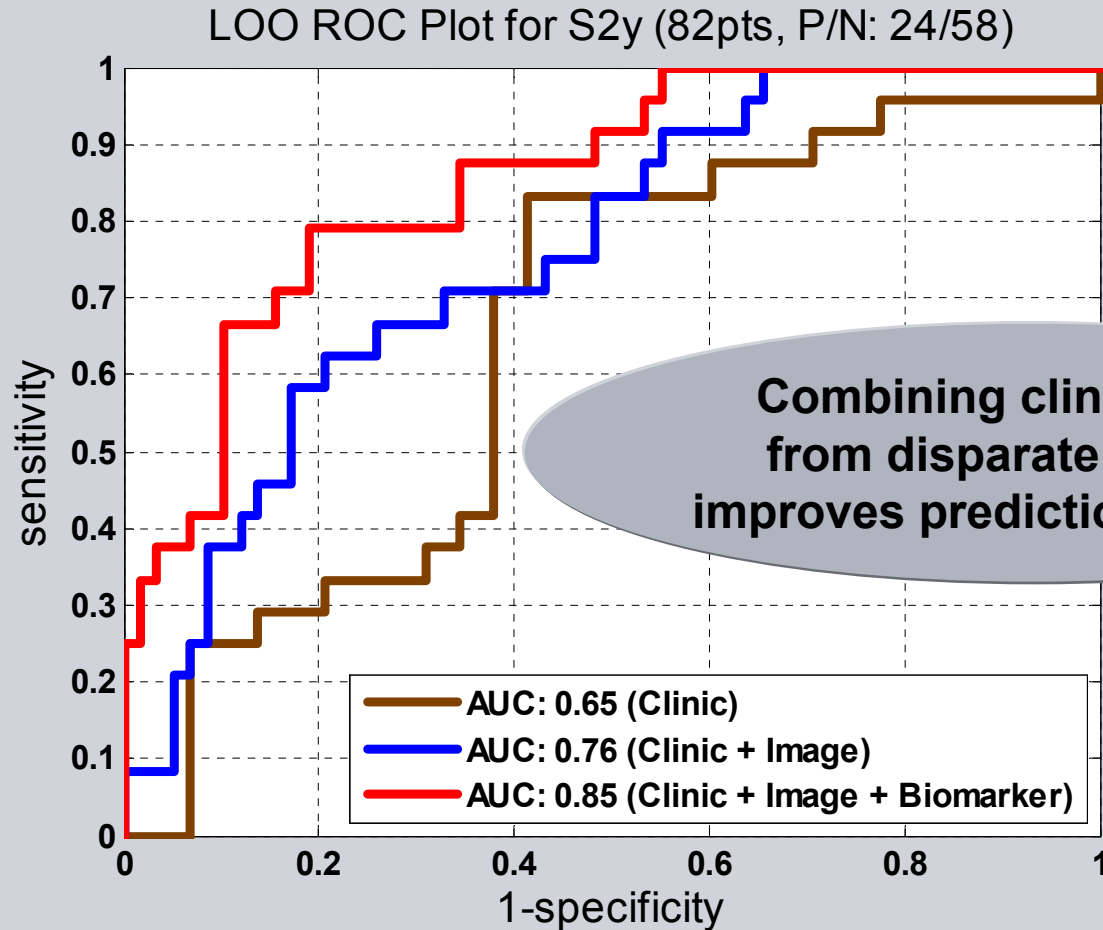 LOO ROC Plot for S2y (82pts, P/N: 24/58)
1
0.9
0.8
0.7
0.6
0.5
0.4
0.3
0.2
0.1
0
sensitivity
Combining clin
from disparate
improves predictio
AUC: 0.65 (Clinic)
AUC: 0.76 (Clinic + Image)
AUC: 0.85 (Clinic + Image + Biomarker)
0 0.2 0.4 0.6 0.8 1
1-specificity